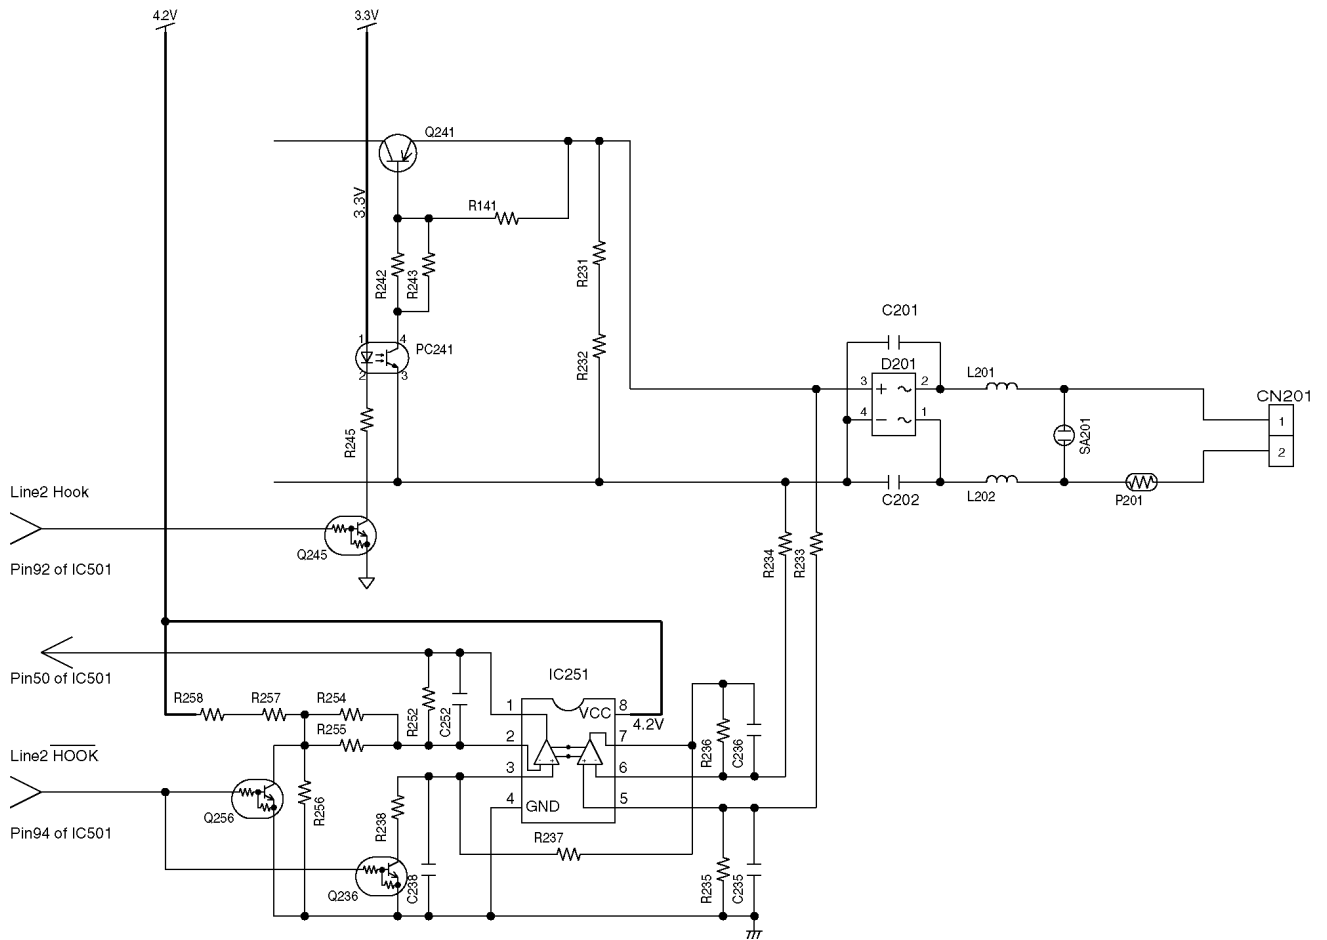 4.2V
3.3V
Q241
3.3V
R141
R242
R243
R231
C201
PC241
1
4
2
3
R232
D201
3
+
2
4
−
1
L201
CN201
1
2
R245
SA201
Line2 Hook
C202
L202
P201
Q245
Pin92 of IC501
R234
R233
Pin50 of IC501
IC251
R258
R257
R254
R252
C252
1
VCC
8
4.2V
R255
2
7
R236
C236
Line2 HOOK
3
6
4
GND
5
Q256
R256
R238
R237
Pin94 of IC501
Q236
C238
R235
C235